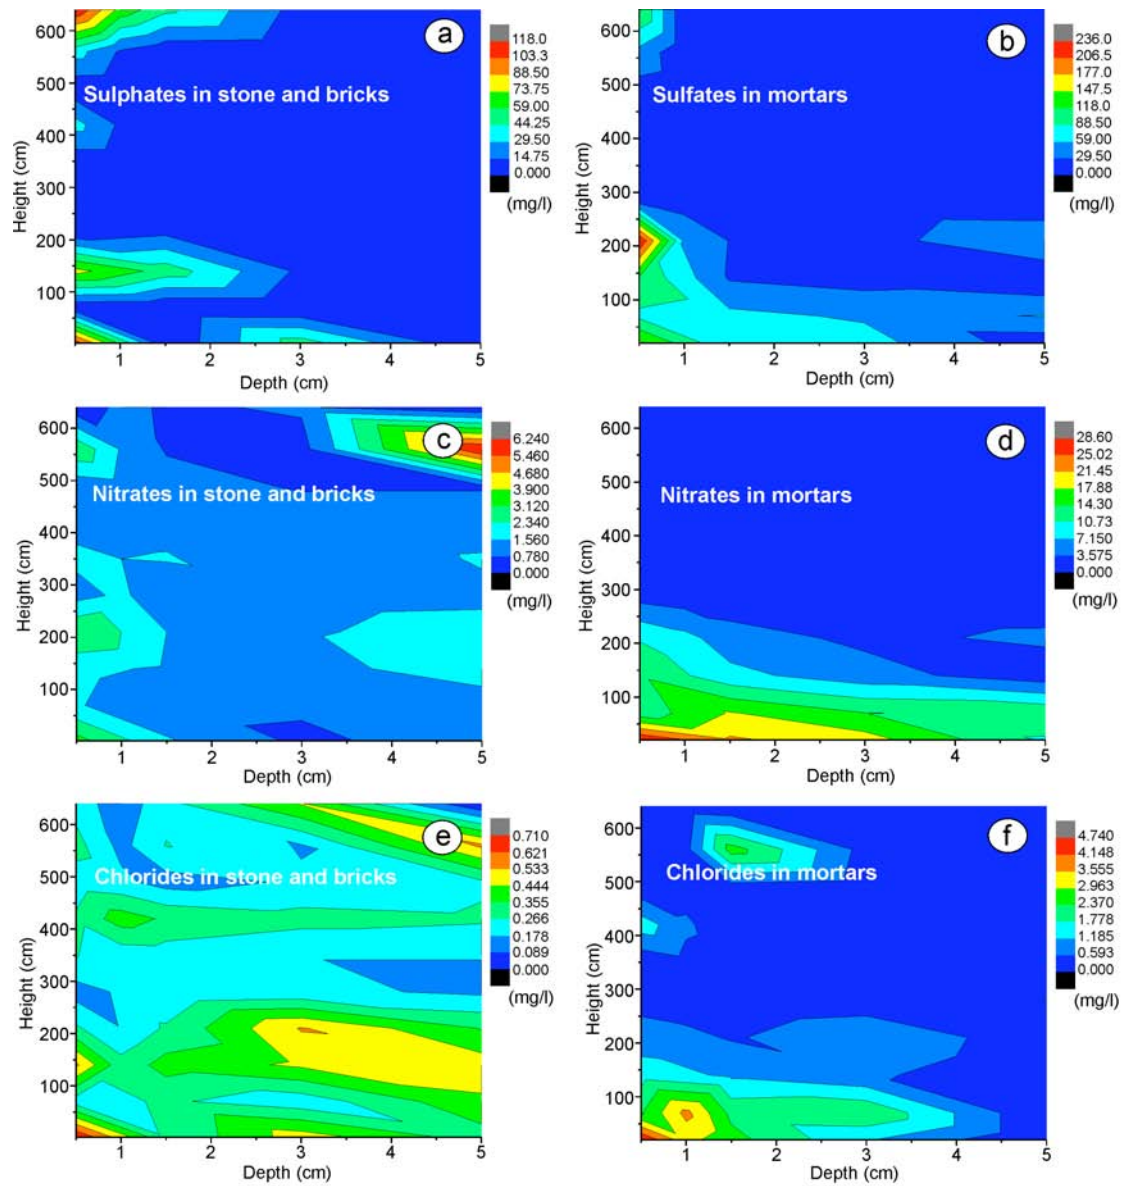 a
Sulphates in stone and bricks
Height (cm)
600
500
400
300
200
100
1 2 3 4 5
Depth (cm)
118.0
103.3
88.50
73.75
59.00
44.25
29.50
14.75
0.000
(mg/l)
b
Sulfates in mortars
Height (cm)
600
500
400
300
200
100
1 2 3 4 5
Depth (cm)
236.0
206.5
177.0
147.5
118.0
88.50
59.00
29.50
0.000
(mg/l)
c
Nitrates in stone and bricks
Height (cm)
600
500
400
300
200
100
1 2 3 4 5
Depth (cm)
6.240
5.460
4.680
3.900
3.120
2.340
1.560
0.780
0.000
(mg/l)
d
Nitrates in mortars
Height (cm)
600
500
400
300
200
100
1 2 3 4 5
Depth (cm)
28.60
25.02
21.45
17.88
14.30
10.73
7.150
3.575
0.000
(mg/l)
e
Chlorides in stone and bricks
Height (cm)
600
500
400
300
200
100
1 2 3 4 5
Depth (cm)
0.710
0.621
0.533
0.444
0.355
0.266
0.178
0.089
0.000
(mg/l)
f
Chlorides in mortars
Height (cm)
600
500
400
300
200
100
1 2 3 4 5
Depth (cm)
4.740
4.148
3.555
2.963
2.370
1.778
1.185
0.593
0.000
(mg/l)